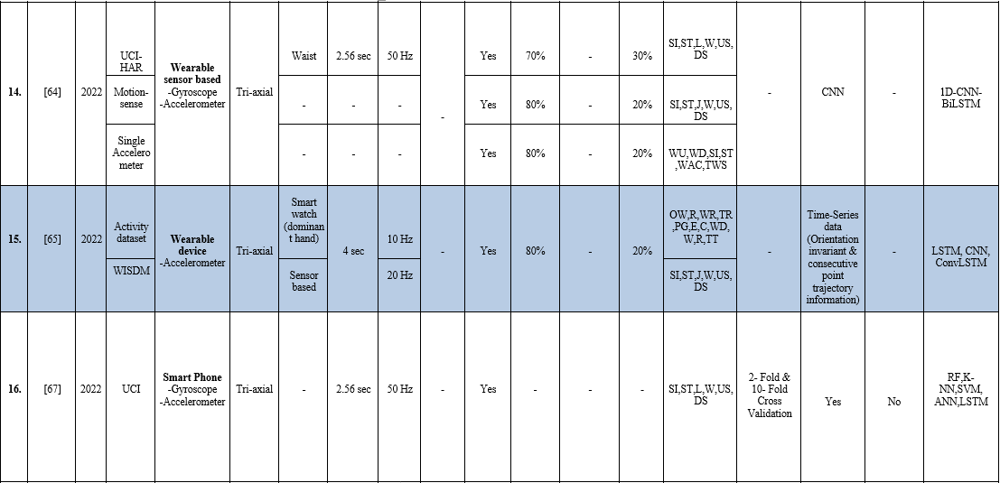 14.
[64]
2022
UCI-
HAR
Motion-
sense
Single
Accelero
meter
Wearable
sensor based
-Gyroscope
-Accelerometer
Tri-axial
Waist
2.56 sec
50 Hz
-
-
-
-
-
-
-
Yes
70%
-
30%
SI,ST,L,W,US,
DS
Yes
80%
-
20%
SI,ST,J,W,US,
DS
Yes
80%
-
20%
WU,WD,SI,ST
,WAC,TWS
-
CNN
-
1D-CNN-
BiLSTM
15.
[65]
2022
Activity
dataset
WISDM
Wearable
device
-Accelerometer
Tri-axial
Smart
watch
(dominan
t hand)
Sensor
based
4 sec
10 Hz
20 Hz
-
Yes
80%
-
20%
OW,R,WR,TR
,PG,E,C,WD,
W,R,TT
SI,ST,J,W,US,
DS
-
Time-Series
data
(Orientation
invariant &
consecutive
point
trajectory
information)
-
LSTM, CNN,
ConvLSTM
16.
[67]
2022
UCI
Smart Phone
-Gyroscope
-Accelerometer
Tri-axial
-
2.56 sec
50 Hz
-
Yes
-
-
-
SI,ST,L,W,US,
DS
2- Fold &
10- Fold
Cross
Validation
Yes
No
RF,K-
NN,SVM,
ANN,LSTM